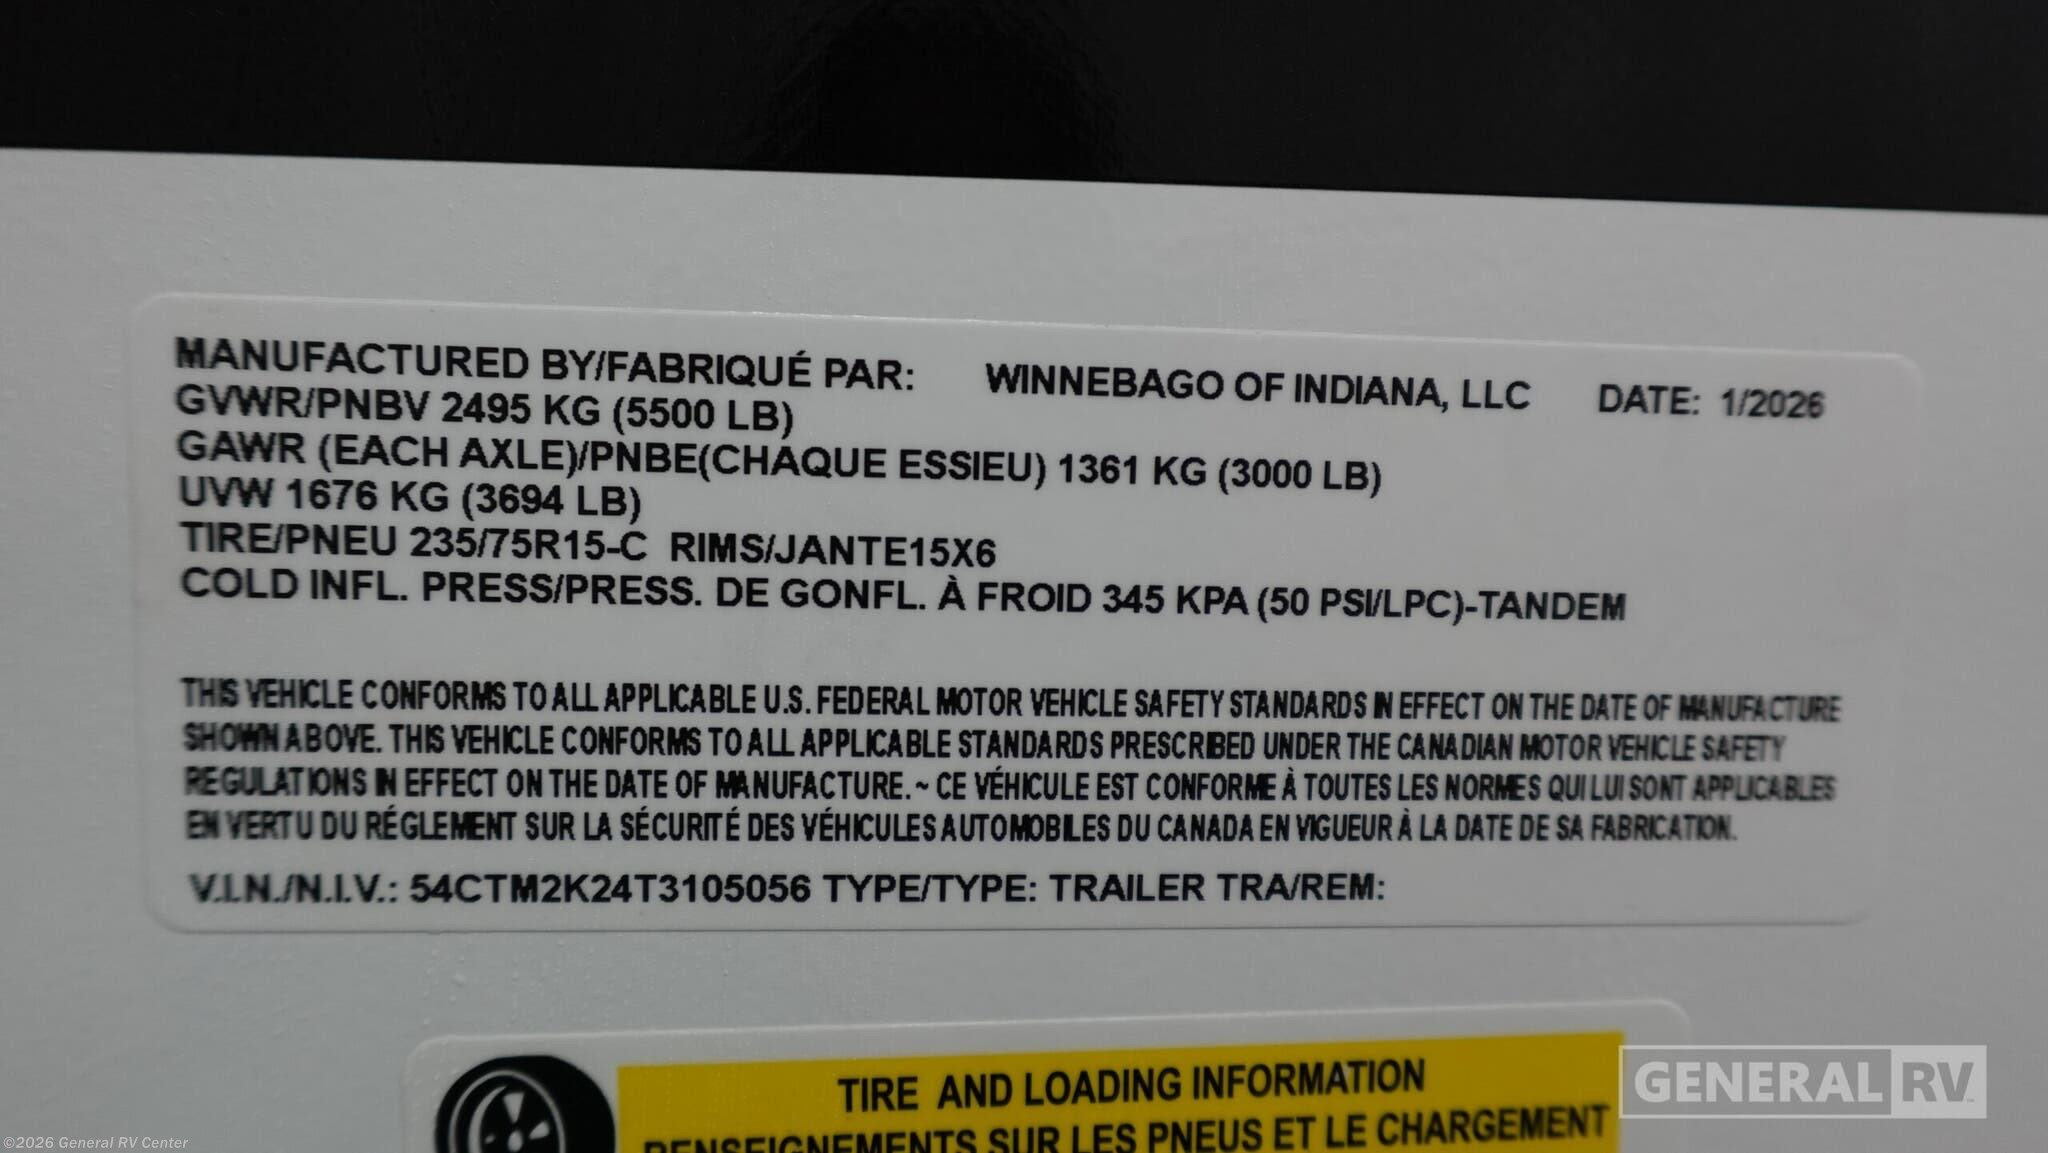 MANUFACTURED BY/FABRIQUÉ PAR: WINNEBAGO OF INDIANA, LLC DATE: 1/2026
GVWR/PNBV 2495 KG (5500 LB)
GAWR (EACH AXLE)/PNBE(CHAQUE ESSIEU) 1361 KG (3000 LB)
UVW 1676 KG (3694 LB)
TIRE/PNEU 235/75R15-C RIMS/JANTE15X6
COLD INFL. PRESS/PRESS. DE GONFL. À FROID 345 KPA (50 PSI/LPC)-TANDEM
THIS VEHICLE CONFORMS TO ALL APPLICABLE U.S. FEDERAL MOTOR VEHICLE SAFETY STANDARDS IN EFFECT ON THE DATE OF MANUFACTURE
SHOWN ABOVE. THIS VEHICLE CONFORMS TO ALL APPLICABLE STANDARDS PRESCRIBED UNDER THE CANADIAN MOTOR VEHICLE SAFETY
REGULATIONS IN EFFECT ON THE DATE OF MANUFACTURE. ~ CE VÉHICULE EST CONFORME À TOUTES LES NORMES QUI LUI SONT APPLICABLES
EN VERTU DU RÉGLEMENT SUR LA SÉCURITÉ DES VÉHICULES AUTOMOBILES DU CANADA EN VIGUEUR À LA DATE DE SA FABRICATION.
V.I.N./N.I.V.: 54CTM2K24T3105056 TYPE/TYPE: TRAILER TRA/REM:
TIRE AND LOADING INFORMATION
RENSEIGNEMENTS SUR LES PNEUS ET LE CHARGEMENT
GENERAL RV
©2026 General RV Center